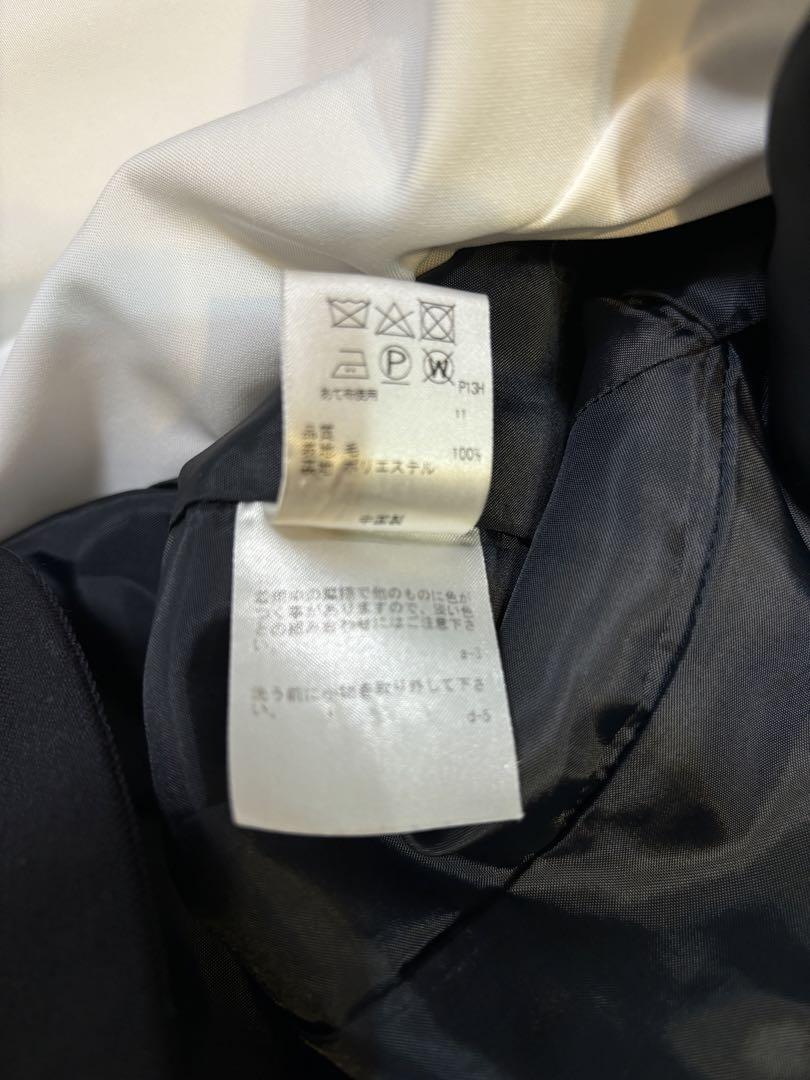 P W
P13H
あて布使用
11
品質
表地 毛 100%
裏地 ポリエステル
中国製
着用中の摩擦で他のものに色が
つく事がありますので、淡い色
との組み合わせにはご注意下さ
い。
a-3
洗う前に小物を取り外して下さ
い。
d-5